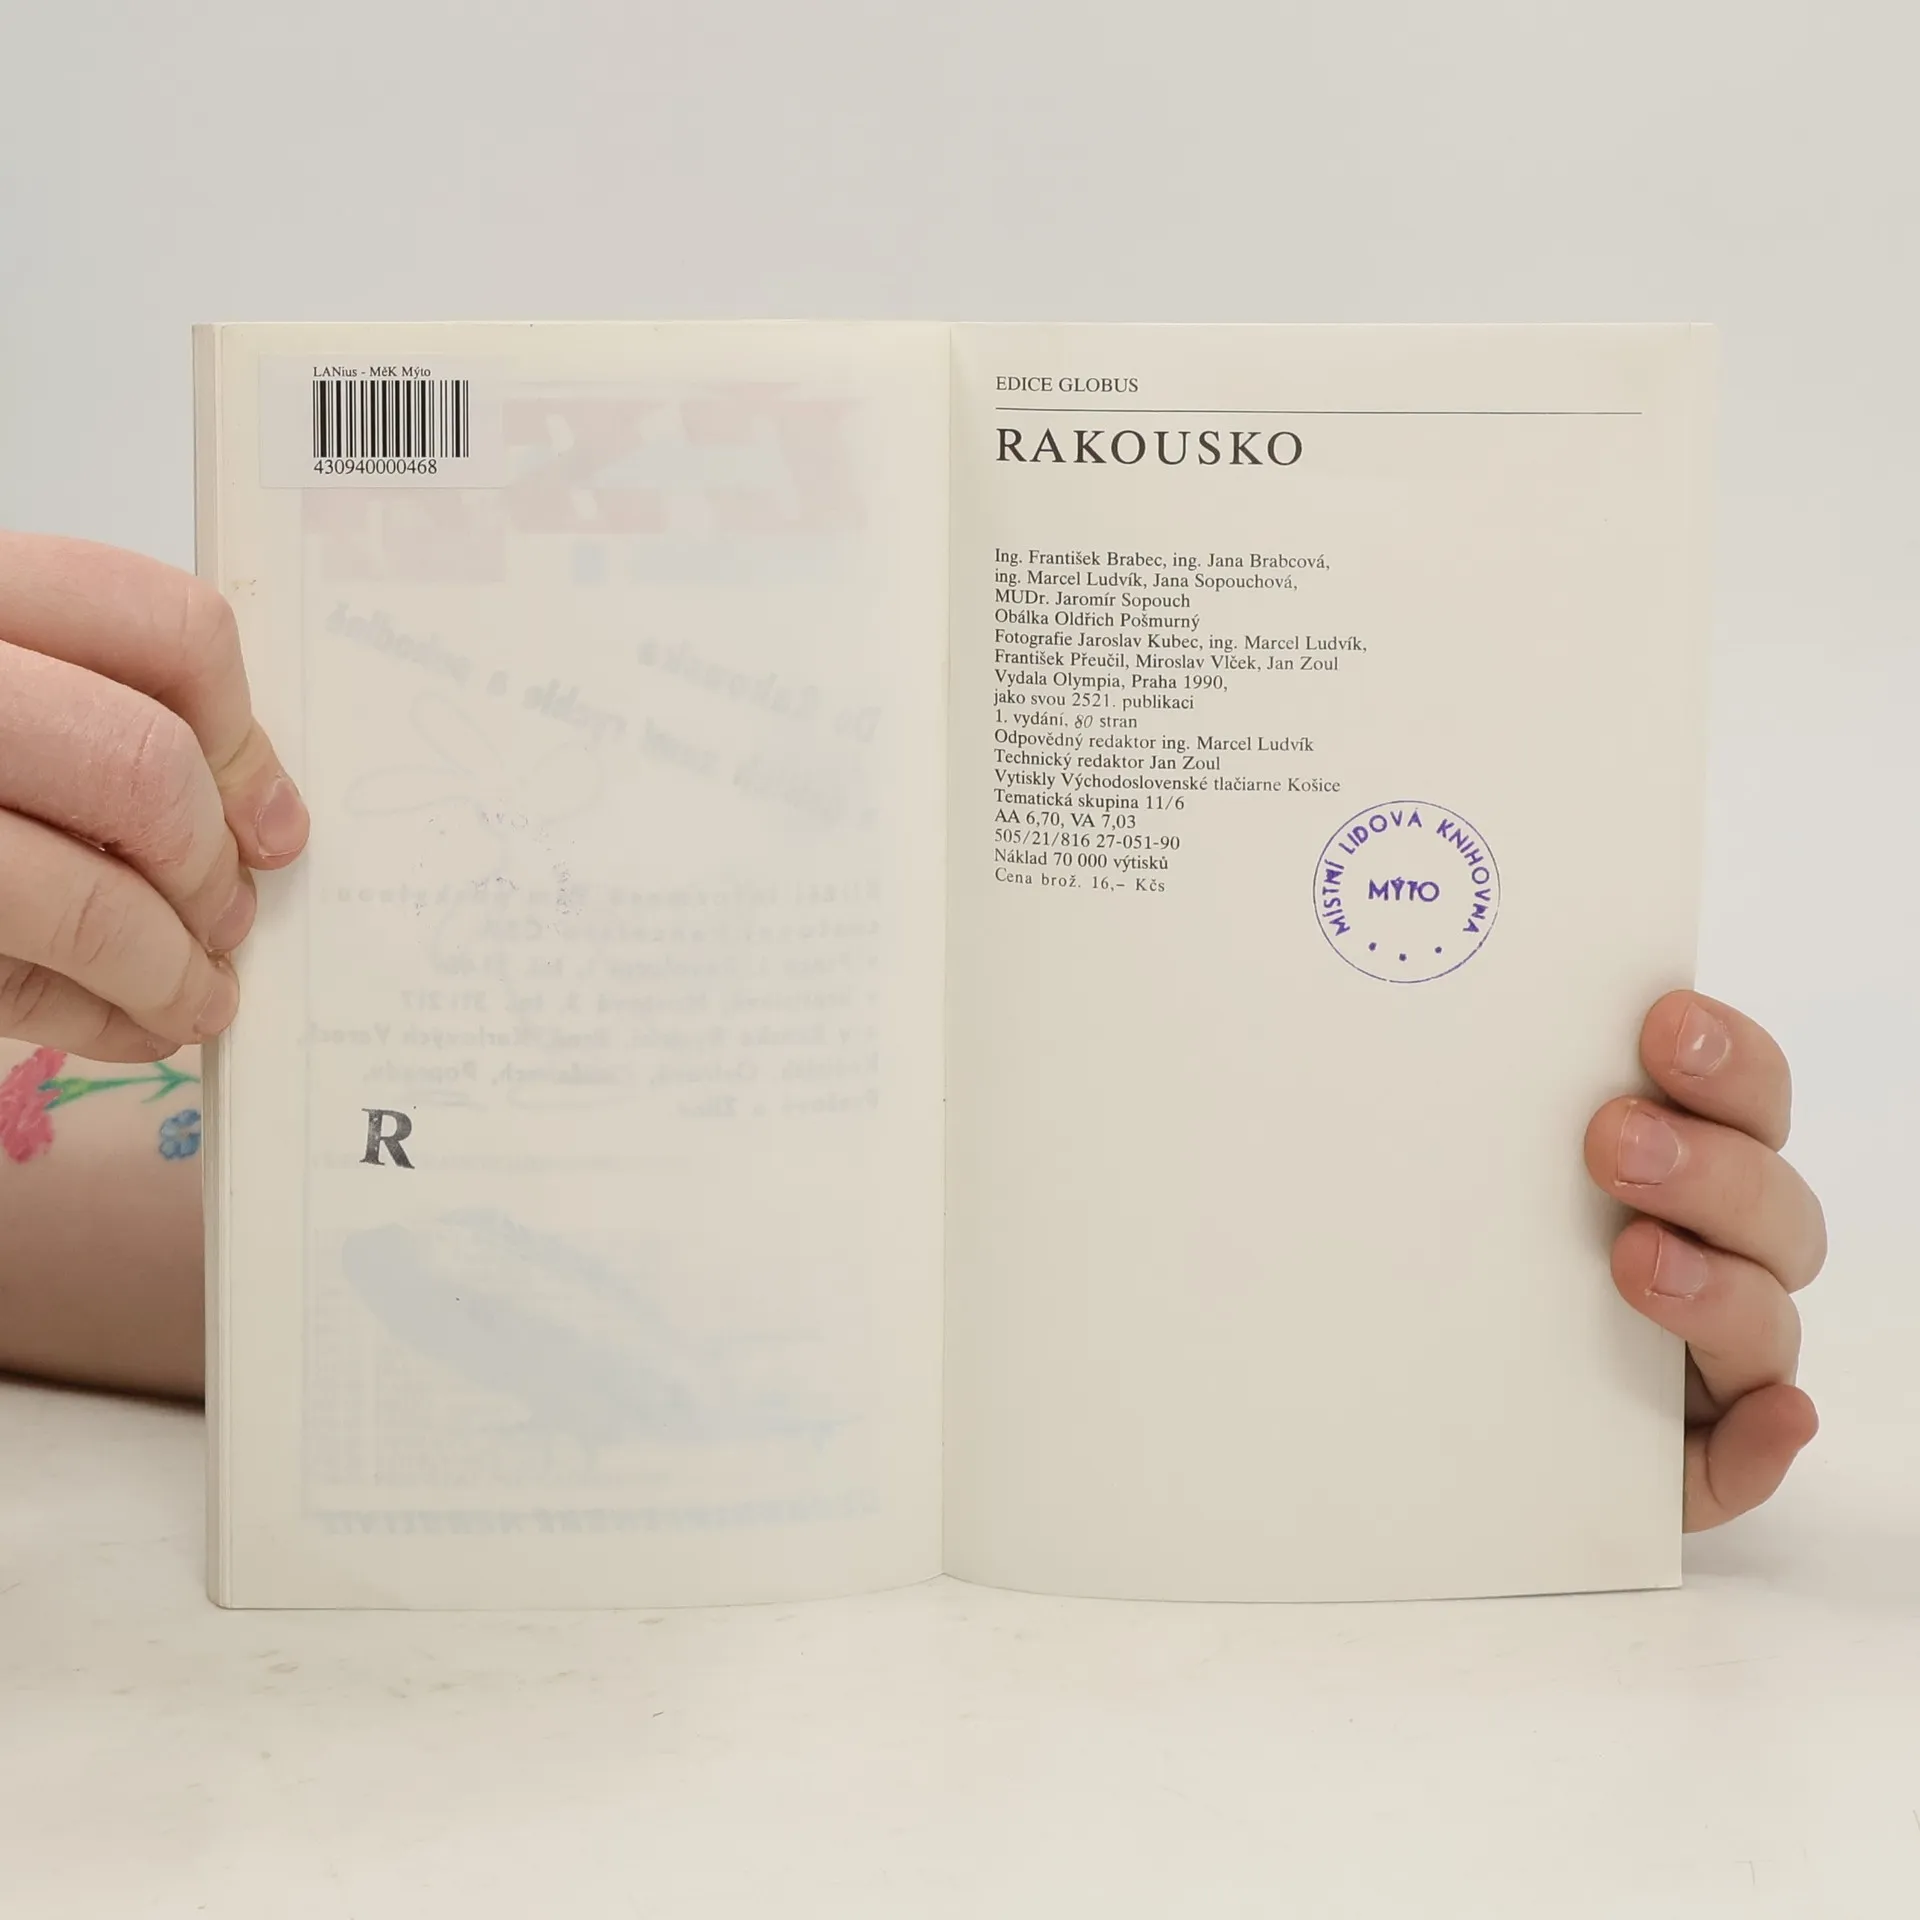 LANius - MěK Mýto
430940000468
R
EDICE GLOBUS
RAKOUSKO
Ing. František Brabec, ing. Jana Brabcová,
ing. Marcel Ludvík, Jana Sopouchová,
MUDr. Jaromír Sopouch
Obálka Oldřich Pošmurný
Fotografie Jaroslav Kubec, ing. Marcel Ludvík,
František Přeučil, Miroslav Vlček, Jan Zoul
Vydala Olympia, Praha 1990,
jako svou 2521. publikaci
1. vydání, 80 stran
Odpovědný redaktor ing. Marcel Ludvík
Technický redaktor Jan Zoul
Vytiskly Východoslovenské tlačiarne Košice
Tematická skupina 11/6
AA 6,70, VA 7,03
505/21/816 27-051-90
Náklad 70 000 výtisků
Cena brož. 16,– Kčs
MÍSTNÍ LIDOVÁ KNIHOVNA
MÝTO